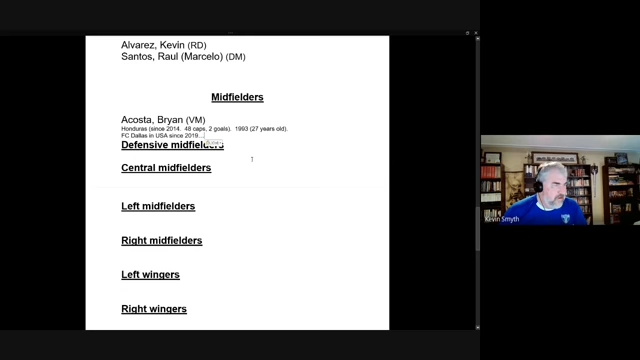 Alvarez, Kevin (RD)
Santos, Raul (Marcelo) (DM)
Midfielders
Acosta, Bryan (VM)
Honduras (since 2014. 48 caps, 2 goals). 1993 (27 years old).
FC Dallas in USA since 2019...
Defensive midfielders
Central midfielders
Left midfielders
Right midfielders
Left wingers
Right wingers
Kevin Smyth